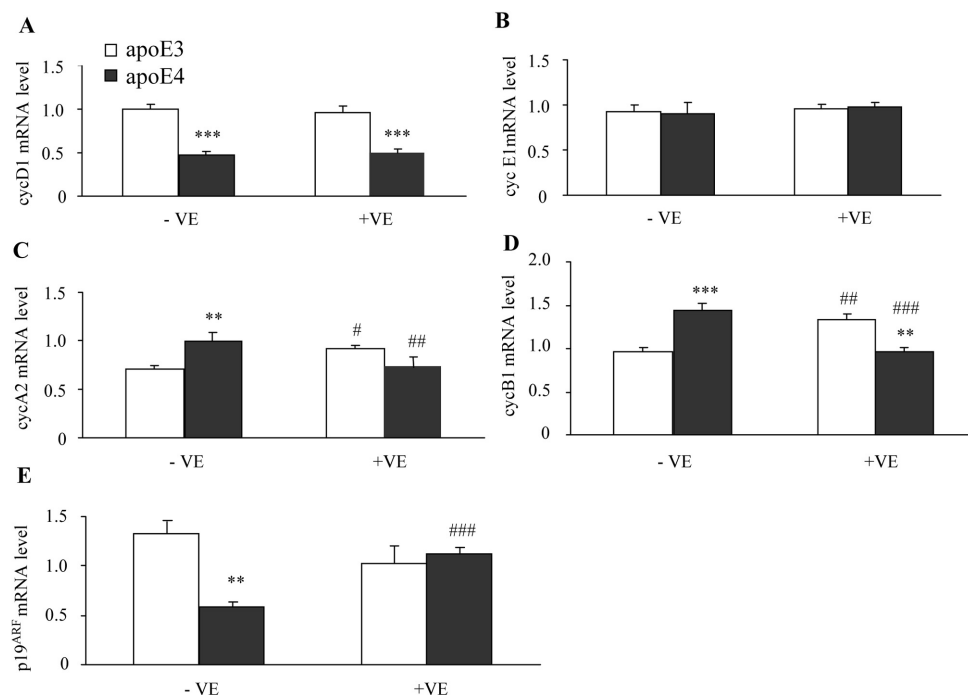 A
apoE3
apoE4
cycD1 mRNA level
1.5
1.0
0.5
0
***
***
- VE
+VE
B
cyc E1mRNA level
1.5
1.0
0.5
0
- VE
+VE
C
cycA2 mRNA level
1.5
1.0
0.5
0
**
#
##
- VE
+VE
D
cycB1 mRNA level
2.0
1.5
1.0
0.5
0
***
##
###
**
- VE
+VE
E
p19ARF mRNA level
1.5
1.0
0.5
0
**
###
- VE
+VE